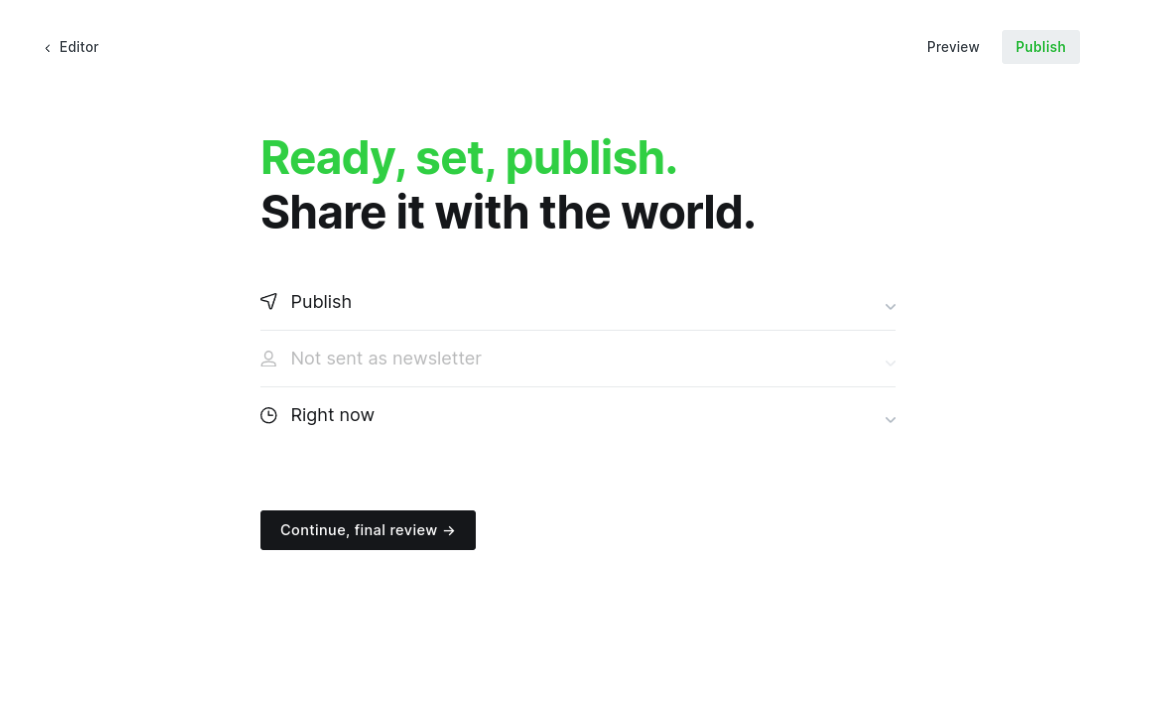 Editor
Preview
Publish
Ready, set, publish.
Share it with the world.
Publish
Not sent as newsletter
Right now
Continue, final review →